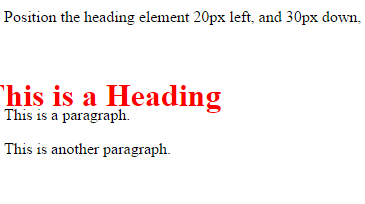 Position the heading element 20px left, and 30px down,
This is a Heading
This is a paragraph.
This is another paragraph.